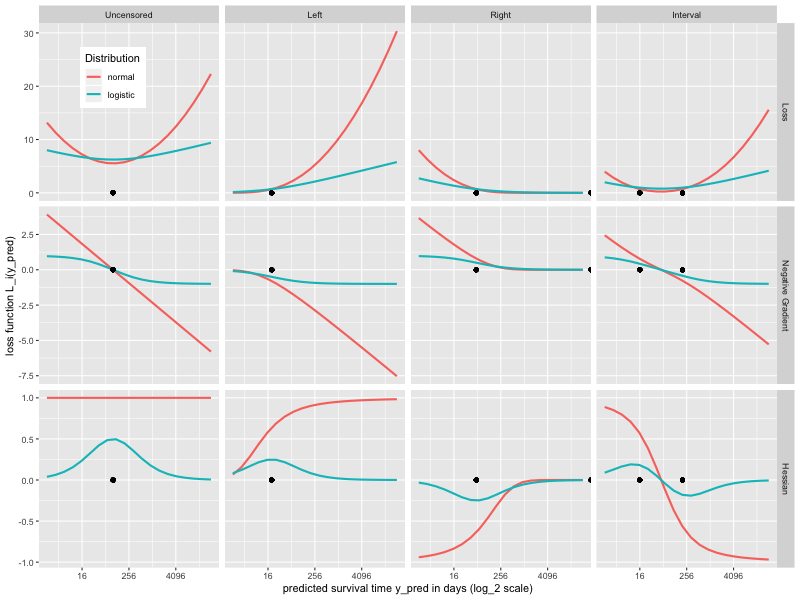 Uncensored Left Right Interval
Distribution
normal
logistic
30
20
10
0
Loss
2.5
0.0
-2.5
-5.0
-7.5
Negative Gradient
1.0
0.5
0.0
-0.5
-1.0
Hessian
loss function L_i(y_pred)
16 256 4096 16 256 4096 16 256 4096 16 256 4096
predicted survival time y_pred in days (log_2 scale)